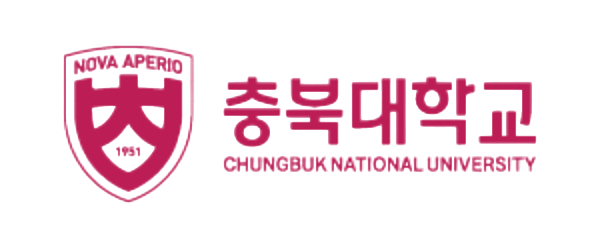 NOVA APERIO
1951
충북대학교
CHUNGBUK NATIONAL UNIVERSITY